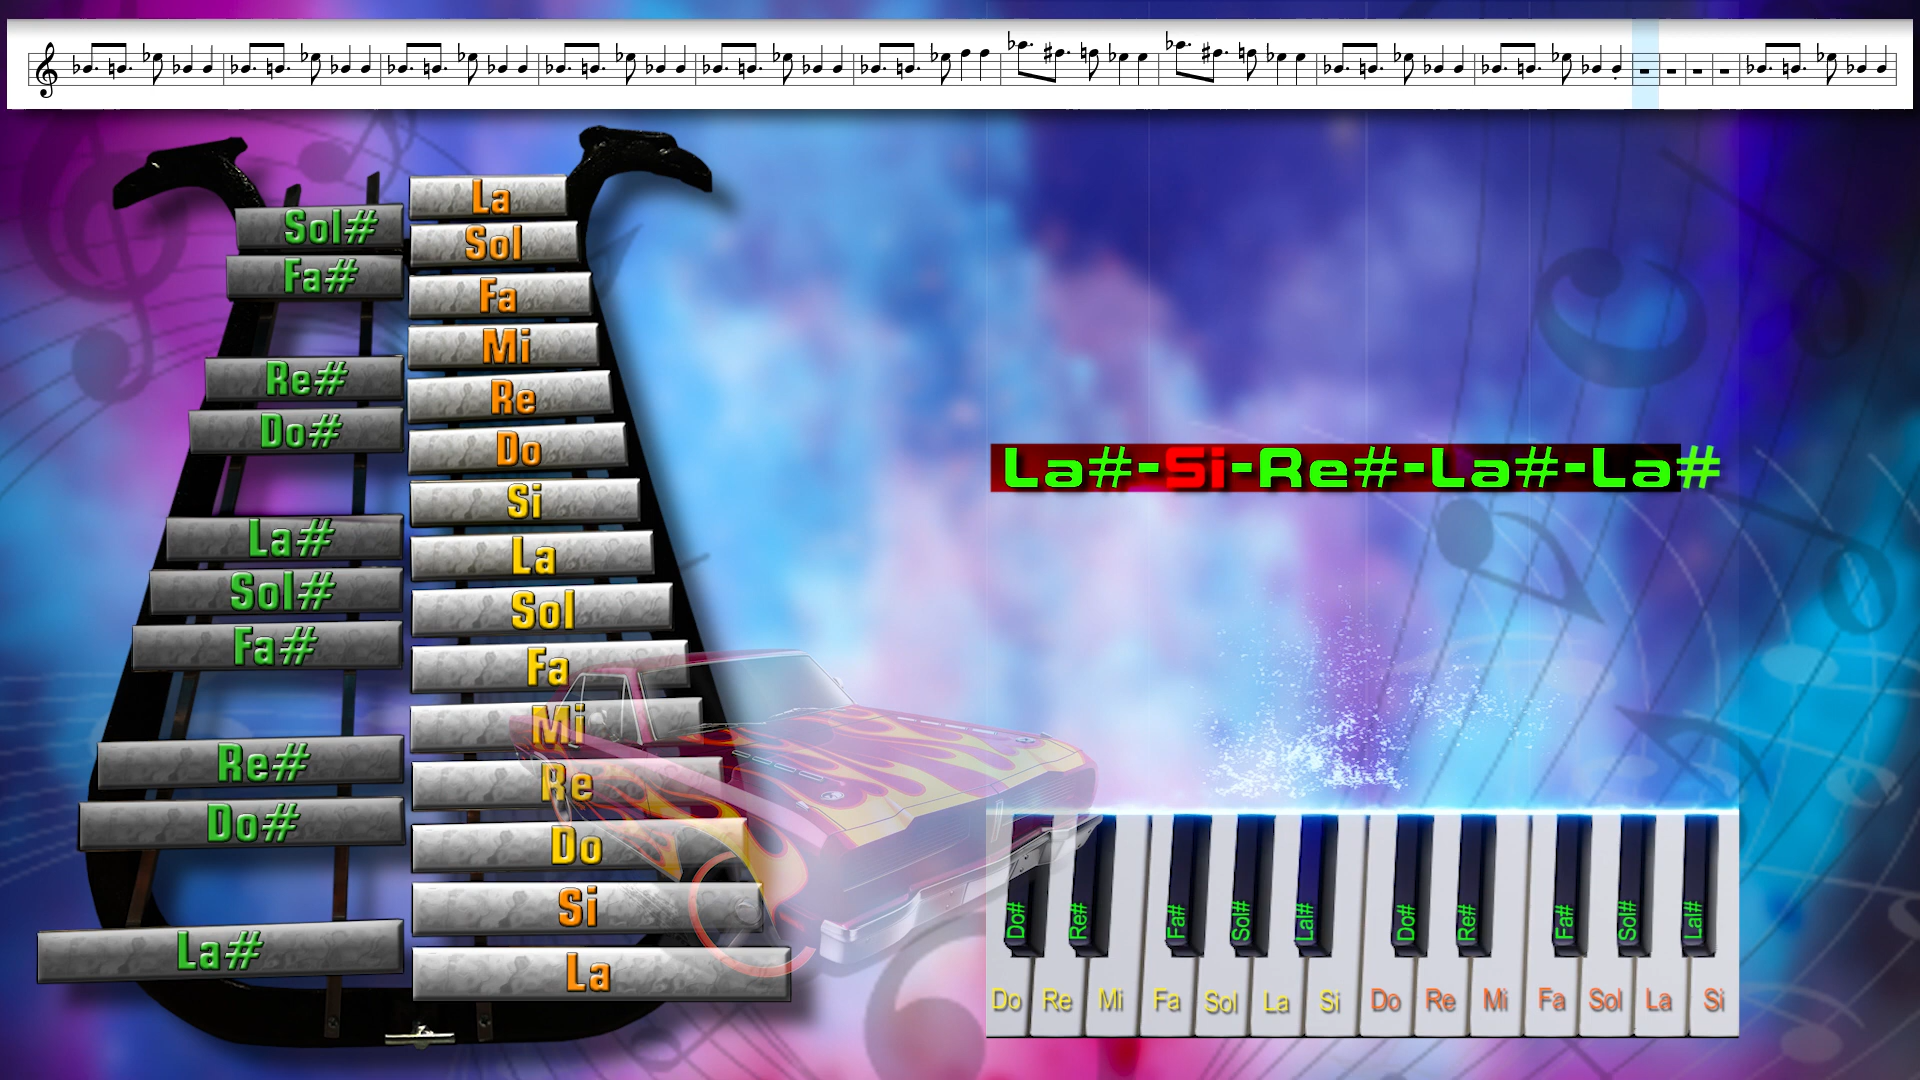 La
Sol#
Sol
Fa#
Fa
Mi
Re#
Re
Do#
Do
Si
La#
La
Sol#
Sol
Fa#
Fa
Mi
Re#
Re
Do#
Do
Si
La#
La
La#-Si-Re#-La#-La#
Do# Re# Fa# Sol# Lal# Do# Re# Fa# Sol# Lal#
Do Re Mi Fa Sol La Si Do Re Mi Fa Sol La Si